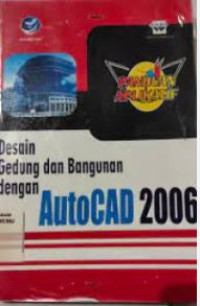 Desain
Gedung dan Bangunan
dengan
AutoCAD 2006